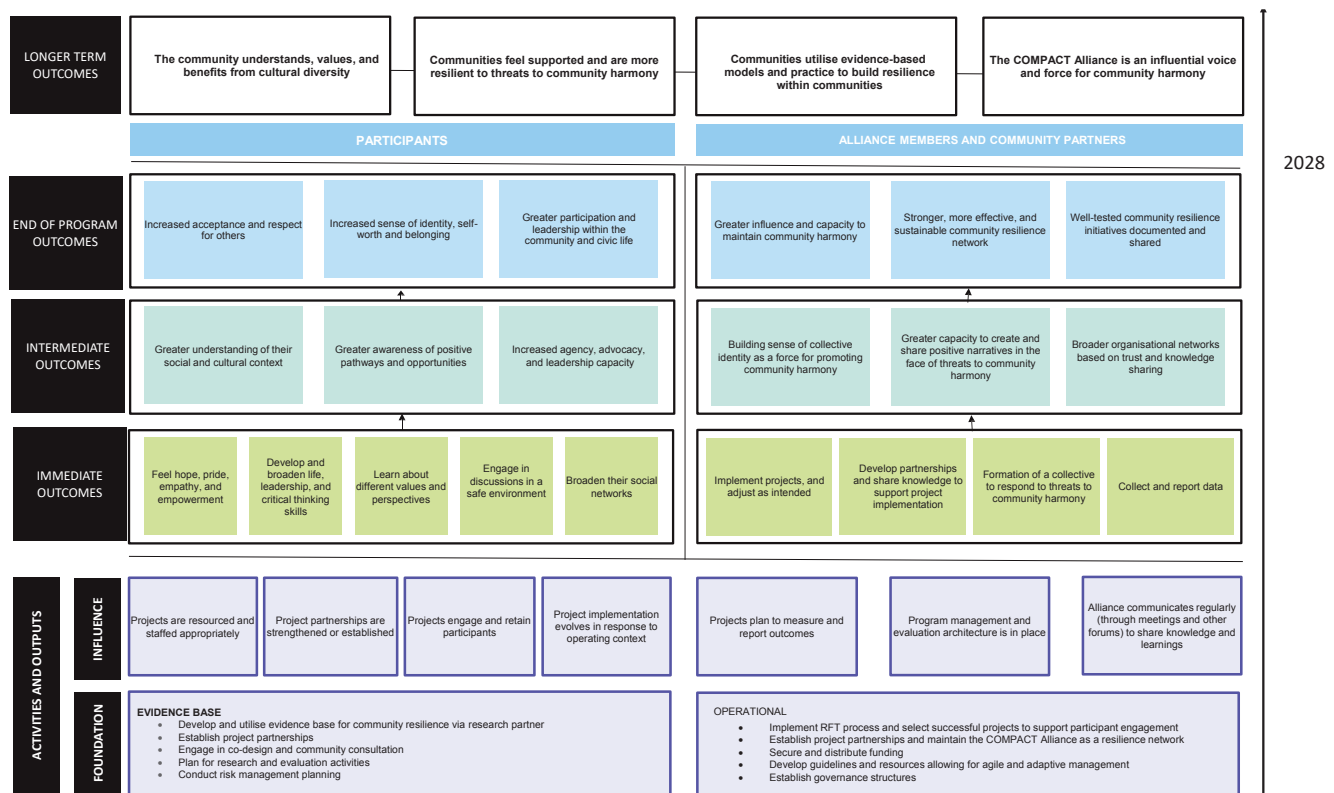 LONGER TERM
OUTCOMES
The community understands, values, and
benefits from cultural diversity
Communities feel supported and are more
resilient to threats to community harmony
Communities utilise evidence-based
models and practice to build resilience
within communities
The COMPACT Alliance is an influential voice
and force for community harmony
PARTICIPANTS
ALLIANCE MEMBERS AND COMMUNITY PARTNERS
2028
END OF PROGRAM
OUTCOMES
Increased acceptance and respect
for others
Increased sense of identity, self-
worth and belonging
Greater participation and
leadership within the
community and civic life
Greater influence and capacity to
maintain community harmony
Stronger, more effective, and
sustainable community resilience
network
Well-tested community resilience
initiatives documented and
shared
INTERMEDIATE
OUTCOMES
Greater understanding of their
social and cultural context
Greater awareness of positive
pathways and opportunities
Increased agency, advocacy,
and leadership capacity
Building sense of collective
identity as a force for promoting
community harmony
Greater capacity to create and
share positive narratives in the
face of threats to community
harmony
Broader organisational networks
based on trust and knowledge
sharing
IMMEDIATE
OUTCOMES
Feel hope, pride,
empathy, and
empowerment
Develop and
broaden life,
leadership, and
critical thinking
skills
Learn about
different values and
perspectives
Engage in
discussions in a
safe environment
Broaden their social
networks
Implement projects, and
adjust as intended
Develop partnerships
and share knowledge to
support project
implementation
Formation of a collective
to respond to threats to
community harmony
Collect and report data
ACTIVITIES AND OUTPUTS
INFLUENCE
Projects are resourced and
staffed appropriately
Project partnerships are
strengthened or established
Projects engage and retain
participants
Project implementation
evolves in response to
operating context
Projects plan to measure and
report outcomes
Program management and
evaluation architecture is in place
Alliance communicates regularly
(through meetings and other
forums) to share knowledge and
learnings
FOUNDATION
EVIDENCE BASE
• Develop and utilise evidence base for community resilience via research partner
• Establish project partnerships
• Engage in co-design and community consultation
• Plan for research and evaluation activities
• Conduct risk management planning
OPERATIONAL
• Implement RFT process and select successful projects to support participant engagement
• Establish project partnerships and maintain the COMPACT Alliance as a resilience network
• Secure and distribute funding
• Develop guidelines and resources allowing for agile and adaptive management
• Establish governance structures